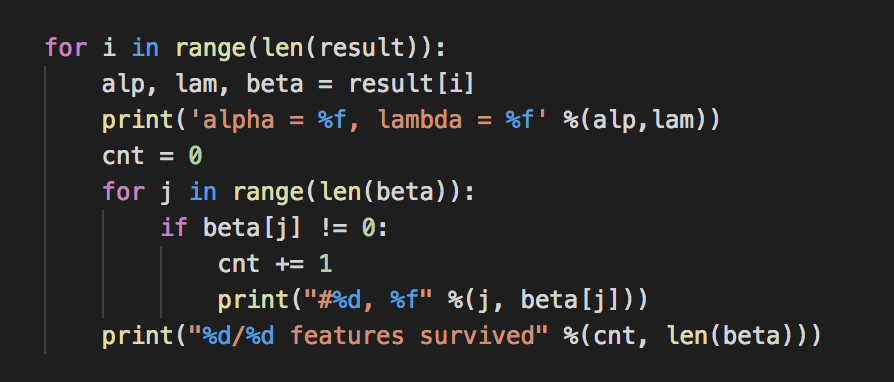 for i in range(len(result)):
    alp, lam, beta = result[i]
    print('alpha = %f, lambda = %f' %(alp,lam))
    cnt = 0
    for j in range(len(beta)):
        if beta[j] != 0:
            cnt += 1
            print("#%d, %f" %(j, beta[j]))
    print("%d/%d features survived" %(cnt, len(beta)))